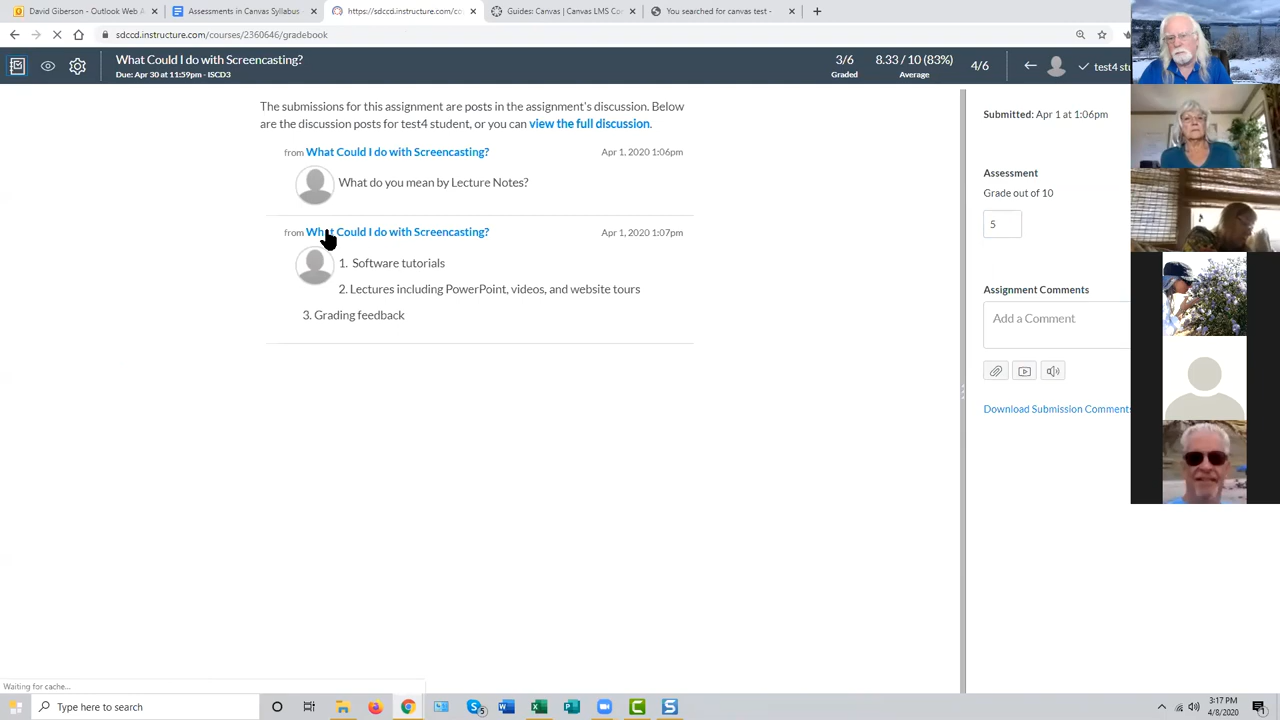 David Giberson - Outlook Web A
Assessments in Canvas Syllabus
https://sdccd.instructure.com/co
Guides: Canvas | Canvas LMS Con
You searched for canvas test -
sdccd.instructure.com/courses/2360646/gradebook
What Could I do with Screencasting?
Due: Apr 30 at 11:59pm - ISCD3
3/6
Graded
8.33 / 10 (83%)
Average
4/6
test4 stu
The submissions for this assignment are posts in the assignment's discussion. Below
are the discussion posts for test4 student, or you can view the full discussion.
from What Could I do with Screencasting?
Apr 1, 2020 1:06pm
What do you mean by Lecture Notes?
from What Could I do with Screencasting?
Apr 1, 2020 1:07pm
1. Software tutorials
2. Lectures including PowerPoint, videos, and website tours
3. Grading feedback
Submitted: Apr 1 at 1:06pm
Assessment
Grade out of 10
5
Assignment Comments
Add a Comment
Download Submission Comments
Waiting for cache...
Type here to search
5
3:17 PM
4/8/2020
1